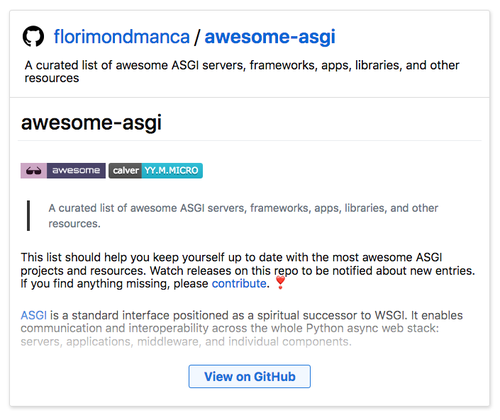 florimondmanca / awesome-asgi
A curated list of awesome ASGI servers, frameworks, apps, libraries, and other
resources
awesome-asgi
awesome calver YY.M.MICRO
A curated list of awesome ASGI servers, frameworks, apps, libraries, and other
resources.
This list should help you keep yourself up to date with the most awesome ASGI
projects and resources. Watch releases on this repo to be notified about new entries.
If you find anything missing, please contribute. ❣️
ASGI is a standard interface positioned as a spiritual successor to WSGI. It enables
communication and interoperability across the whole Python async web stack:
servers, applications, middleware, and individual components.
View on GitHub